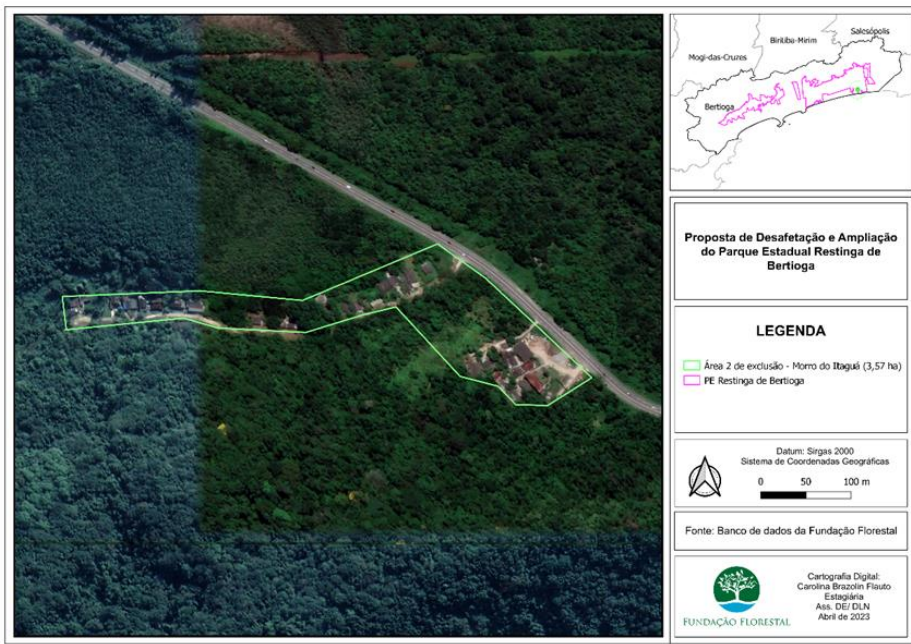 Salesópolis
Biritiba-Mirim
Mogi-das-Cruzes
Bertioga
Proposta de Desafetação e Ampliação
do Parque Estadual Restinga de
Bertioga
LEGENDA
Área 2 de exclusão - Morro do Itaguá (3,57 ha)
PE Restinga de Bertioga
Datum: Sirgas 2000
Sistema de Coordenadas Geográficas
0 50 100 m
Fonte: Banco de dados da Fundação Florestal
FUNDAÇÃO FLORESTAL
Cartografia Digital:
Carolina Brazolin Flauto
Estagiária
Ass. DE/ DLN
Abril de 2023